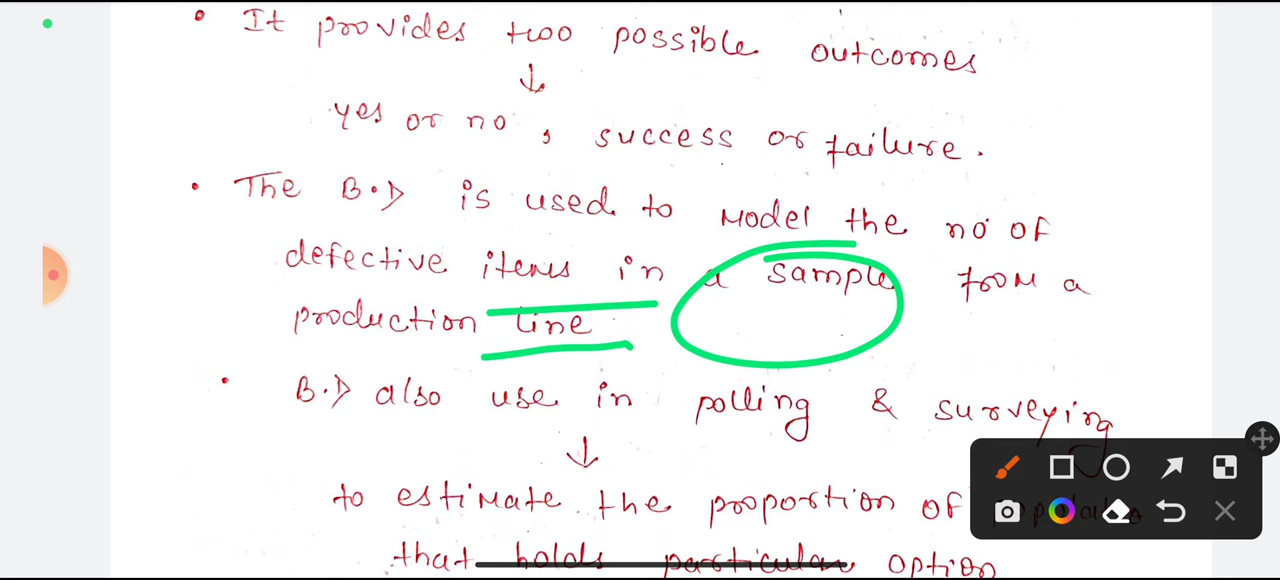 • It provides two possible outcomes
↓
yes or no, success or failure.
• The B.D is used to model the no of
defective items in a sample from a
production line
• B.D also use in polling & surveying
↓
to estimate the proportion of
that holds particular option